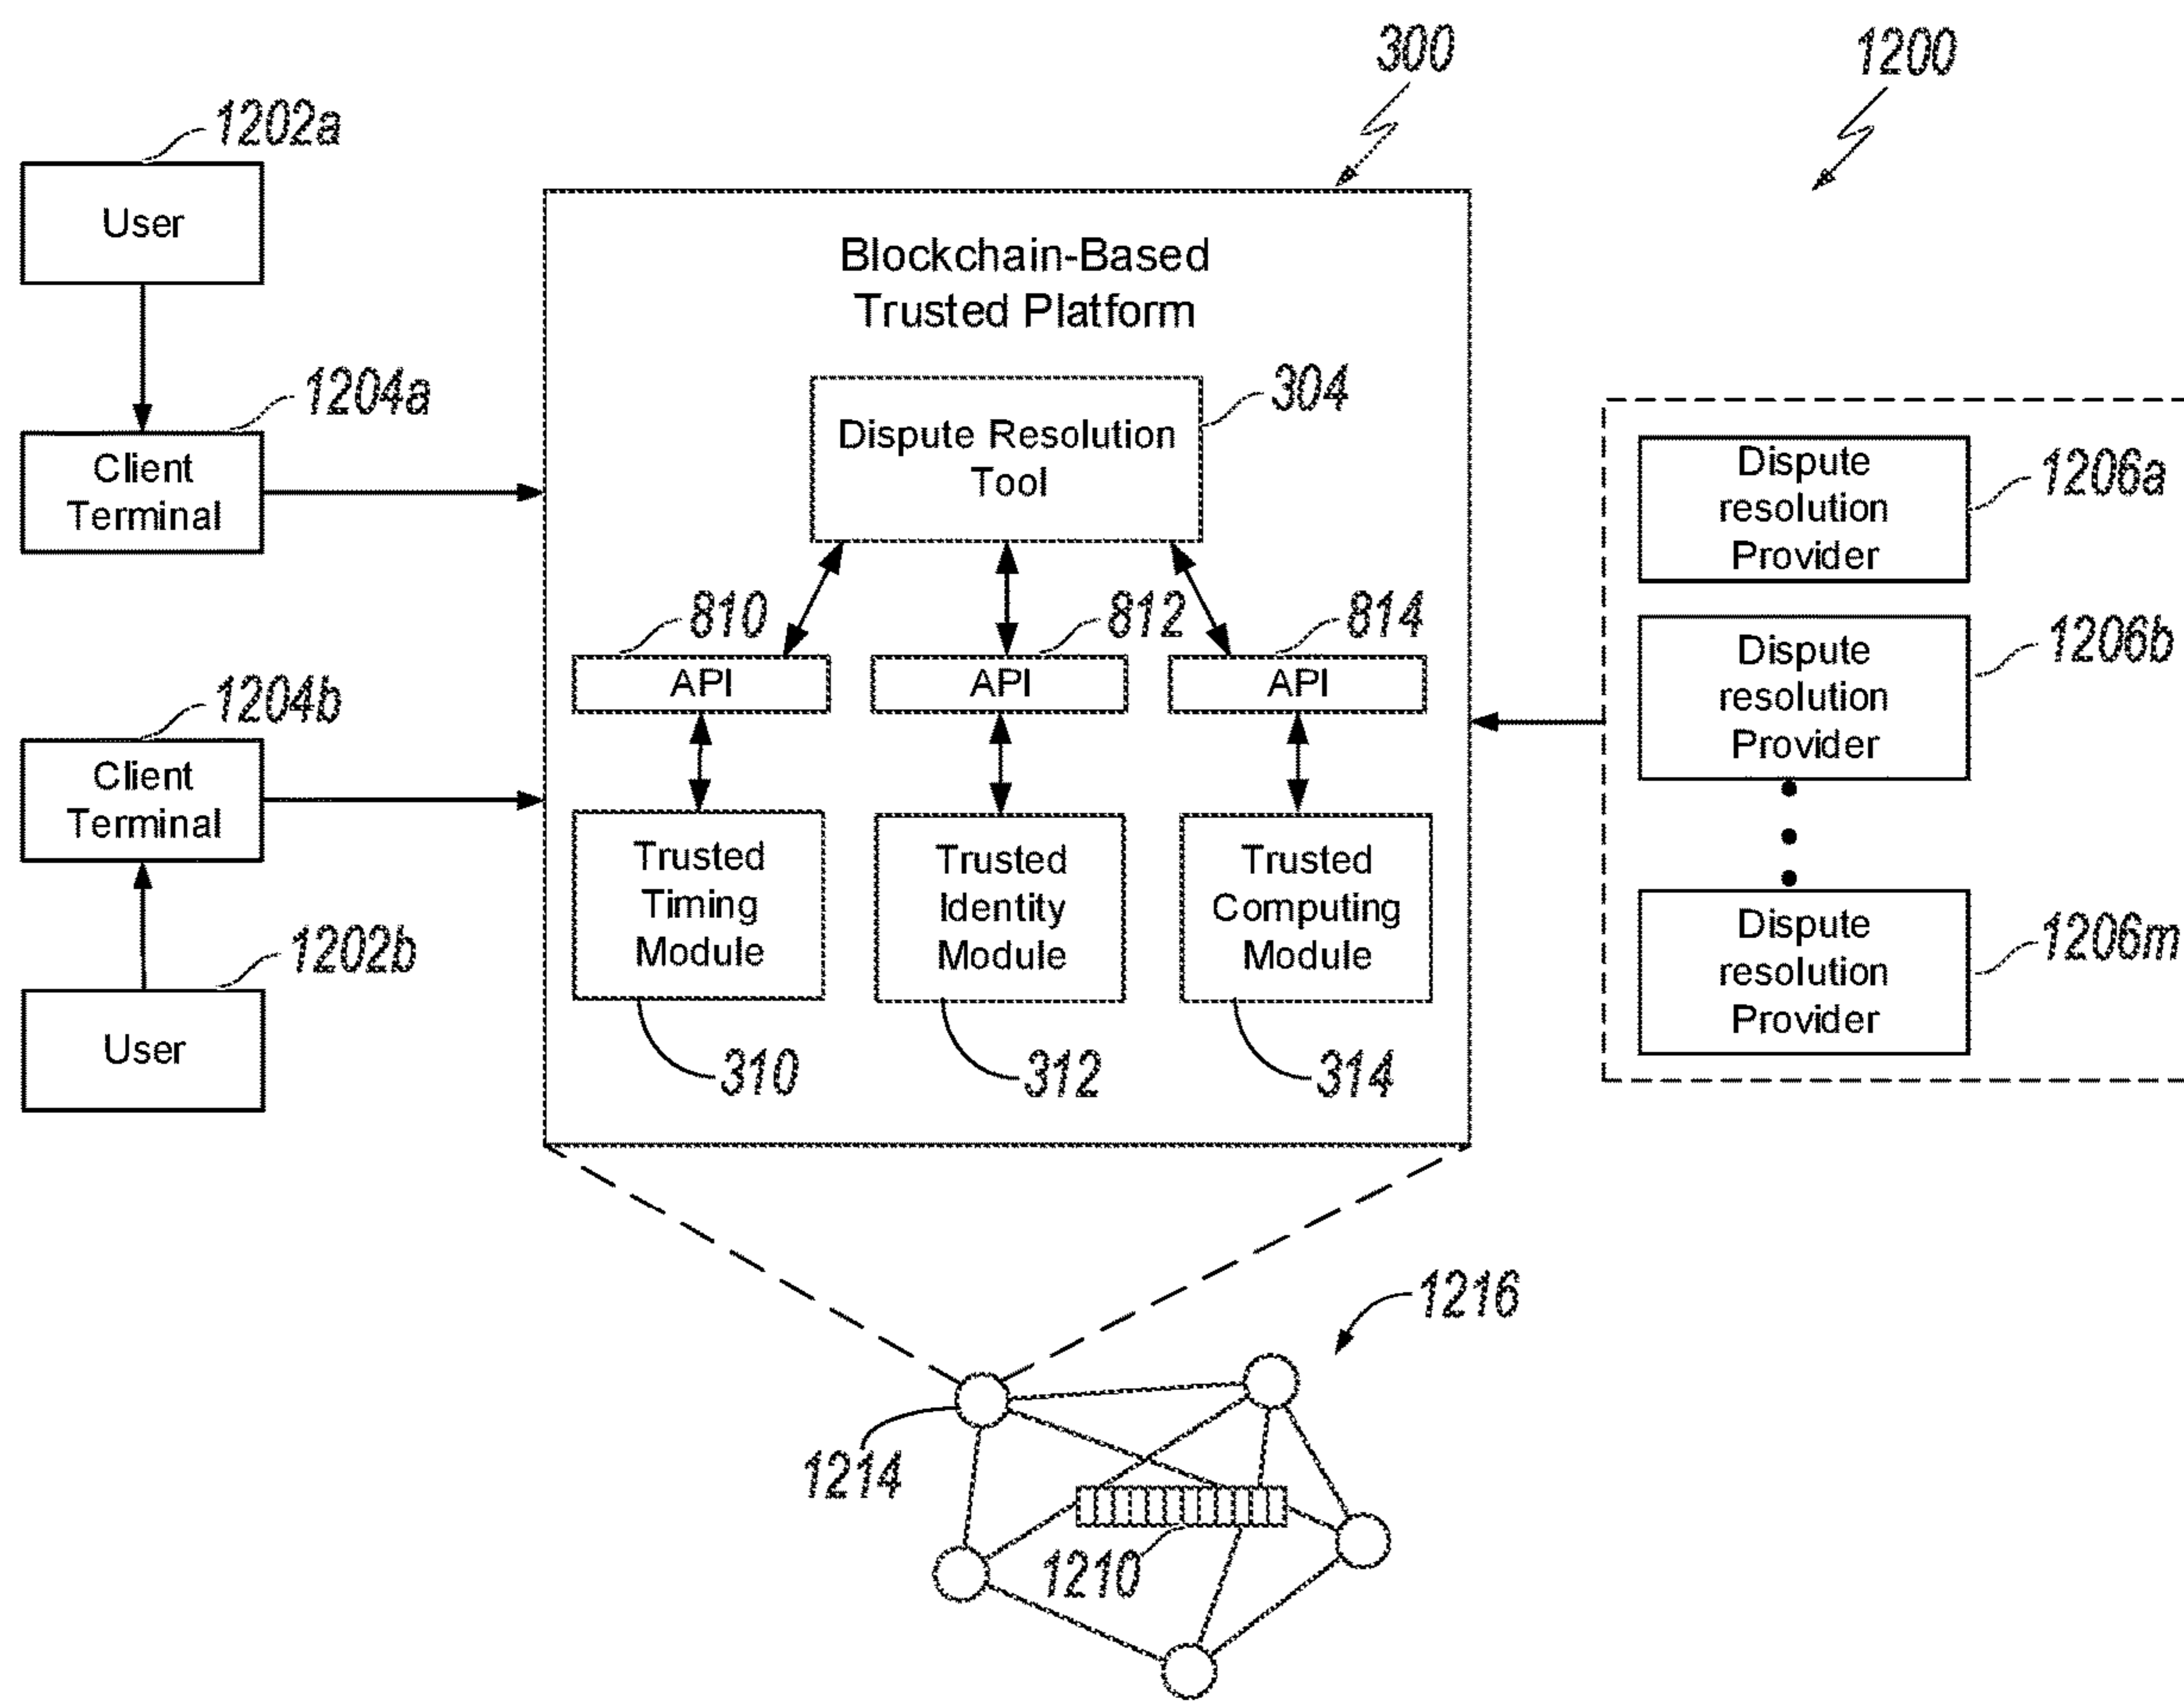 300
1200
1202a
User
Blockchain-Based
Trusted Platform
1204a
304
Client
Terminal
Dispute Resolution
Tool
Dispute
resolution
Provider
1206a
810
812
814
API
API
API
Dispute
resolution
Provider
1206b
1204b
Client
Terminal
Trusted
Timing
Module
Trusted
Identity
Module
Trusted
Computing
Module
Dispute
resolution
Provider
1206m
1202b
User
310
312
314
1216
1214
1210